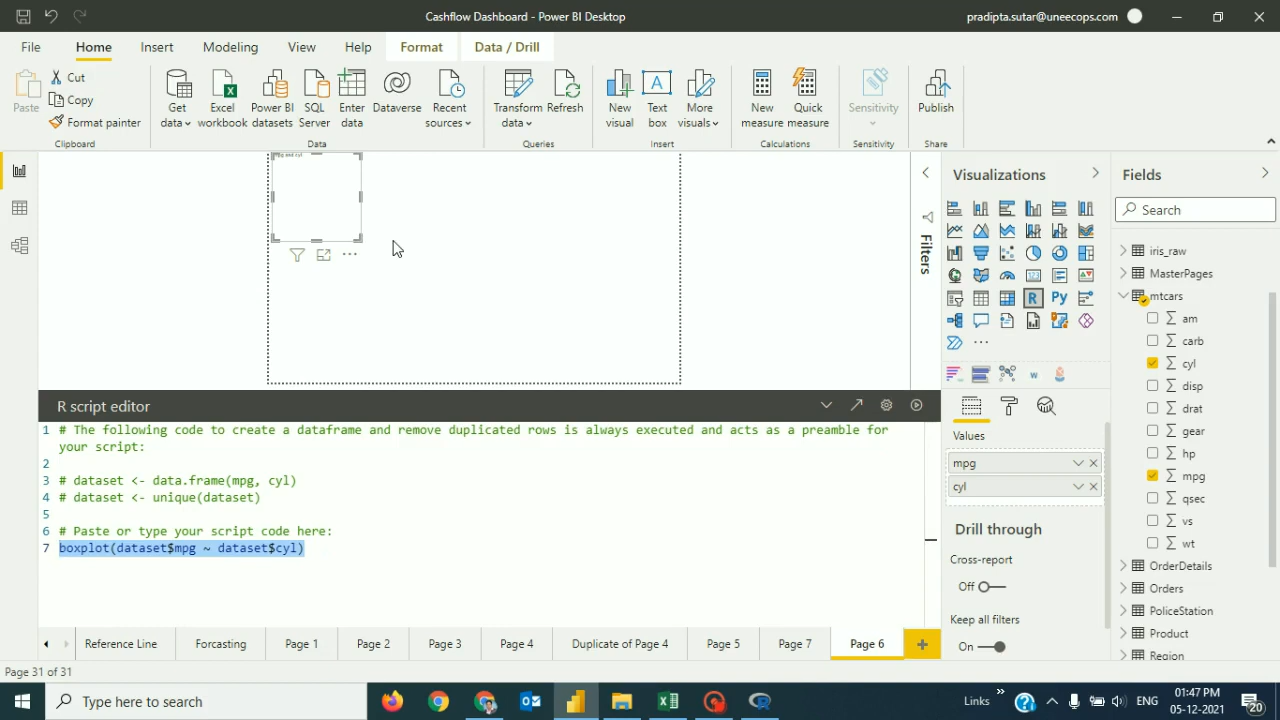 Cashflow Dashboard - Power BI Desktop
pradipta.sutar@uneecops.com
File Home Insert Modeling View Help Format Data / Drill
Paste
Cut
Copy
Format painter
Clipboard
Get data
Excel workbook
Power BI datasets
SQL Server
Enter data
Dataverse
Recent sources
Data
Transform data
Refresh
Queries
New visual
Text box
More visuals
Insert
New measure
Quick measure
Calculations
Sensitivity
Sensitivity
Publish
Share
mpg and cyl
Filters
Visualizations
Values
mpg
cyl
Drill through
Cross-report
Off
Keep all filters
On
Fields
Search
iris_raw
MasterPages
mtcars
am
carb
cyl
disp
drat
gear
hp
mpg
qsec
vs
wt
OrderDetails
Orders
PoliceStation
Product
Region
R script editor
1 # The following code to create a dataframe and remove duplicated rows is always executed and acts as a preamble for
your script:
2
3 # dataset <- data.frame(mpg, cyl)
4 # dataset <- unique(dataset)
5
6 # Paste or type your script code here:
7 boxplot(dataset$mpg ~ dataset$cyl)
Reference Line Forcasting Page 1 Page 2 Page 3 Page 4 Duplicate of Page 4 Page 5 Page 7 Page 6
Page 31 of 31
Type here to search
Links
ENG
01:47 PM
05-12-2021
20